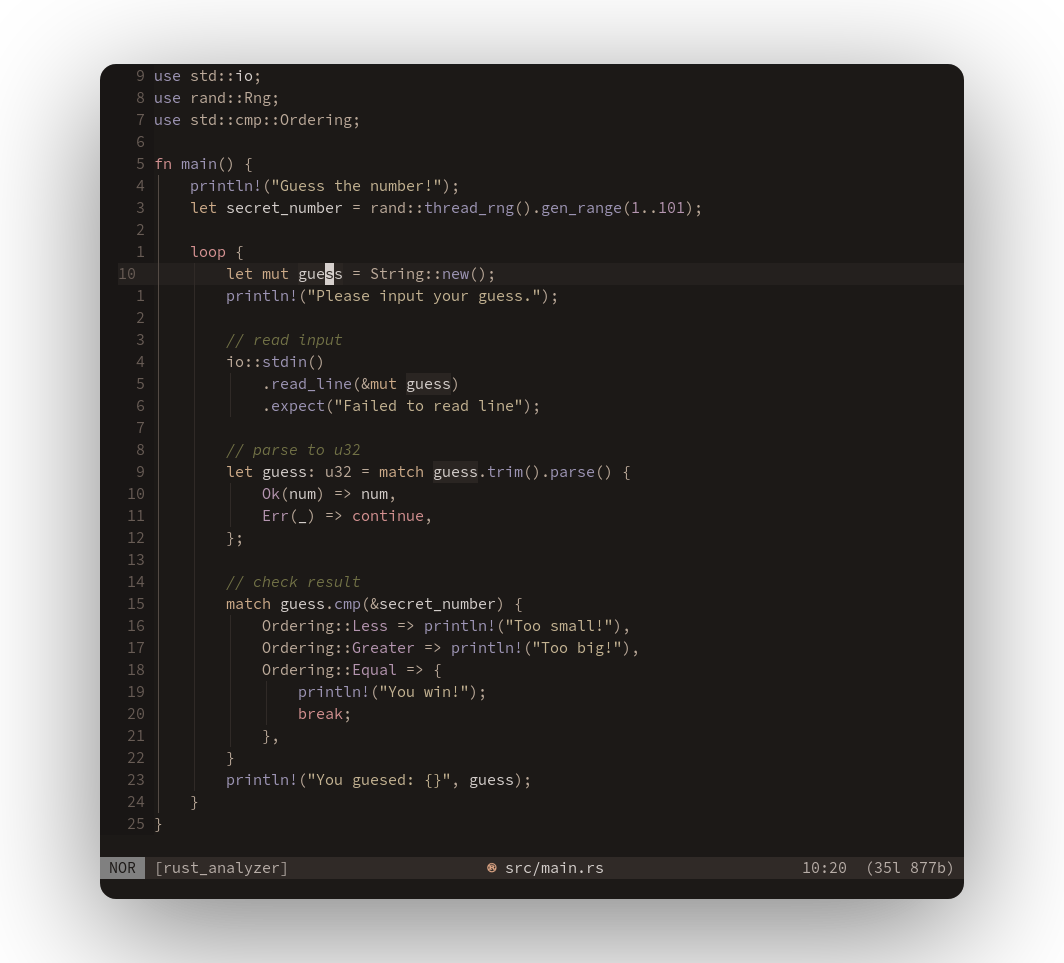 9 use std::io;
8 use rand::Rng;
7 use std::cmp::Ordering;
6
5 fn main() {
4     println!("Guess the number!");
3     let secret_number = rand::thread_rng().gen_range(1..101);
2
1     loop {
10         let mut guess = String::new();
1         println!("Please input your guess.");
2
3         // read input
4         io::stdin()
5             .read_line(&mut guess)
6             .expect("Failed to read line");
7
8         // parse to u32
9         let guess: u32 = match guess.trim().parse() {
10             Ok(num) => num,
11             Err(_) => continue,
12         };
13
14         // check result
15         match guess.cmp(&secret_number) {
16             Ordering::Less => println!("Too small!"),
17             Ordering::Greater => println!("Too big!"),
18             Ordering::Equal => {
19                 println!("You win!");
20                 break;
21             },
22         }
23         println!("You guesed: {}", guess);
24     }
25 }
NOR [rust_analyzer] src/main.rs 10:20 (35l 877b)